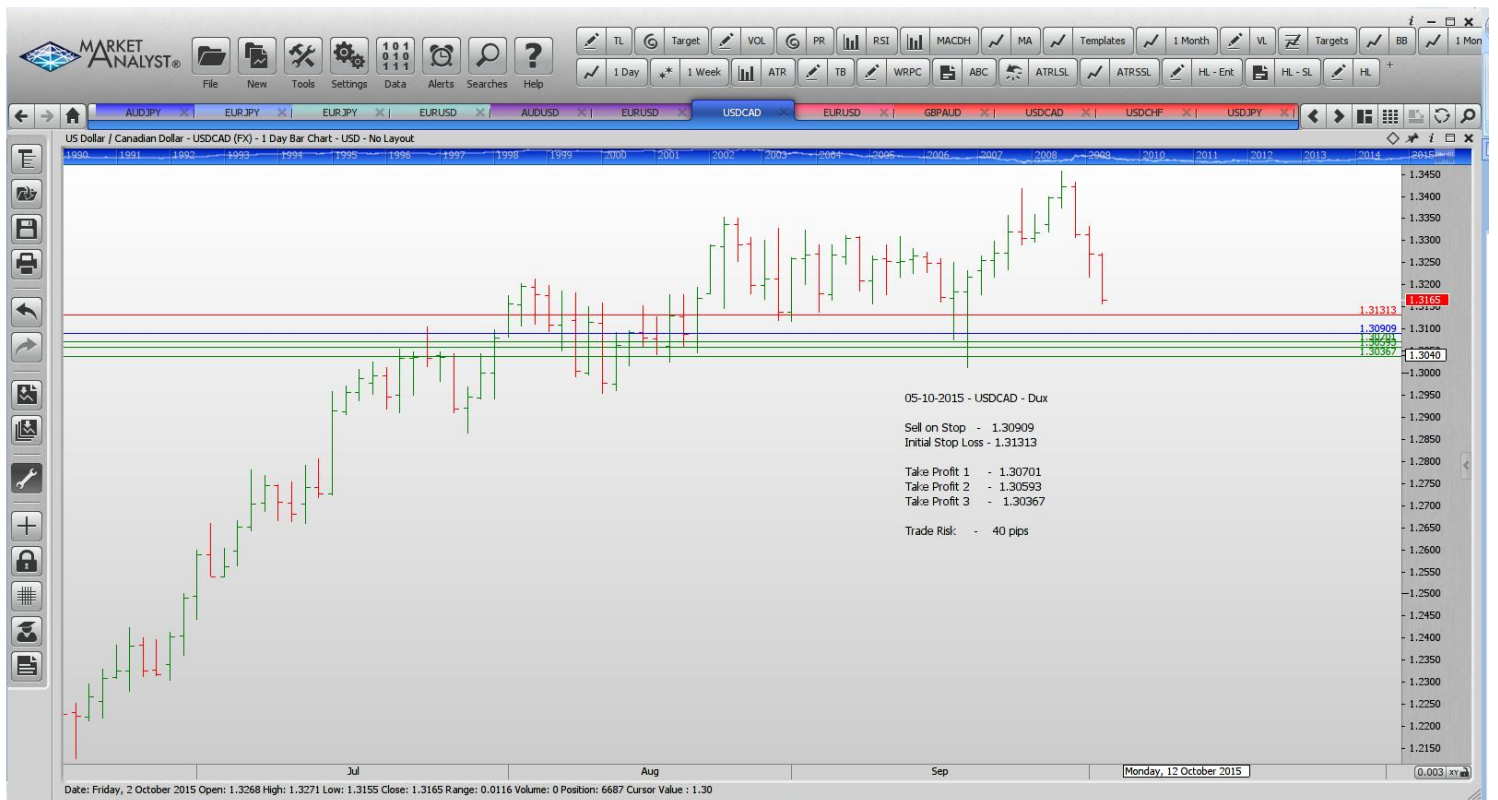 i
MARKET ANALYST®
File New Tools Settings Data Alerts Searches Help
TL Target VOL PR RSI MACDH MA Templates 1 Month VL Targets BB 1 Mon
1 Day 1 Week ATR TB WRPC ABC ATRLSL ATRSSL HL - Ent HL - SL HL +
AUDJPY EURJPY EURJPY EURUSD AUDUSD EURUSD USDCAD EURUSD GBPAUD USDCAD USDCHF USDJPY
US Dollar / Canadian Dollar - USDCAD (FX) - 1 Day Bar Chart - USD - No Layout
1990 1991 1992 1993 1994 1995 1996 1997 1998 1999 2000 2001 2002 2003 2004 2005 2006 2007 2008 2009 2010 2011 2012 2013 2014 2015
1.3450
1.3400
1.3350
1.3300
1.3250
1.3200
1.3165
1.3150
1.31313
1.3100
1.30909
1.30701
1.30593
1.30367
1.3040
1.3000
1.2950
1.2900
1.2850
1.2800
1.2750
1.2700
1.2650
1.2600
1.2550
1.2500
1.2450
1.2400
1.2350
1.2300
1.2250
1.2200
1.2150
05-10-2015 - USDCAD - Dux
Sell on Stop - 1.30909
Initial Stop Loss - 1.31313
Take Profit 1 - 1.30701
Take Profit 2 - 1.30593
Take Profit 3 - 1.30367
Trade Risk - 40 pips
Jul Aug Sep Monday, 12 October 2015 0.003 XY
Date: Friday, 2 October 2015 Open: 1.3268 High: 1.3271 Low: 1.3155 Close: 1.3165 Range: 0.0116 Volume: 0 Position: 6687 Cursor Value : 1.30